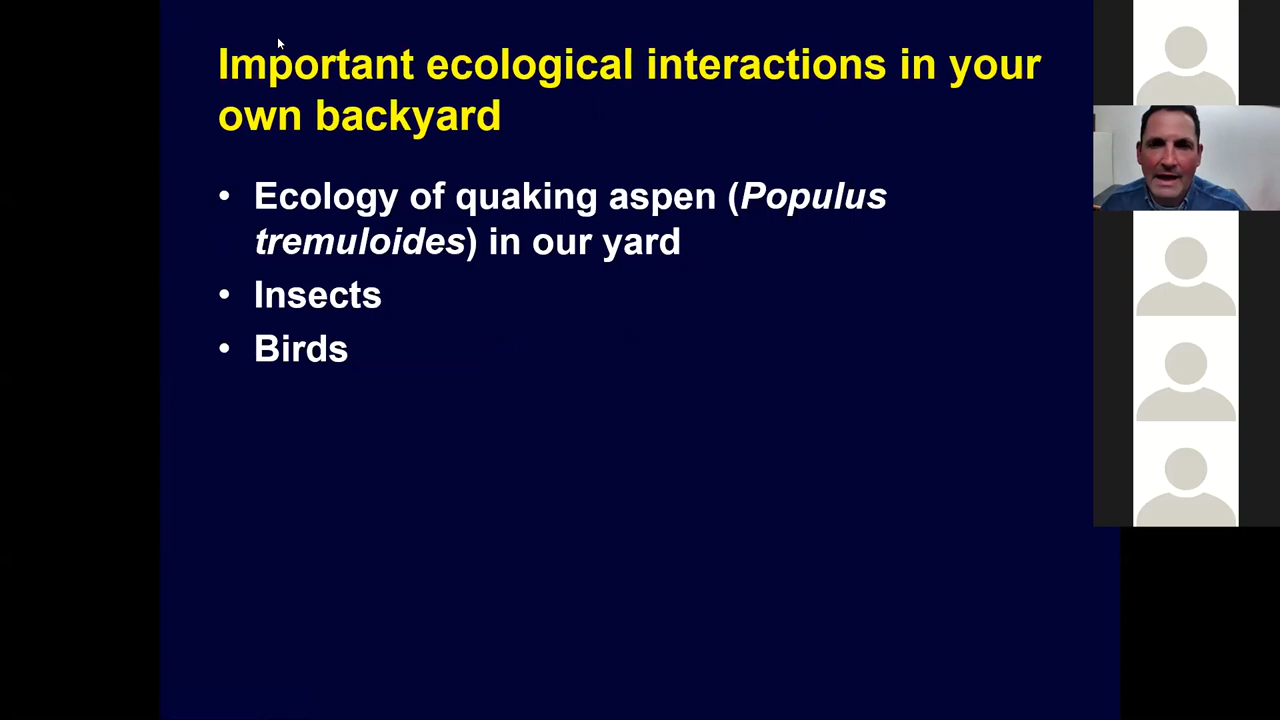 Important ecological interactions in your
own backyard
• Ecology of quaking aspen (Populus
tremuloides) in our yard
• Insects
• Birds